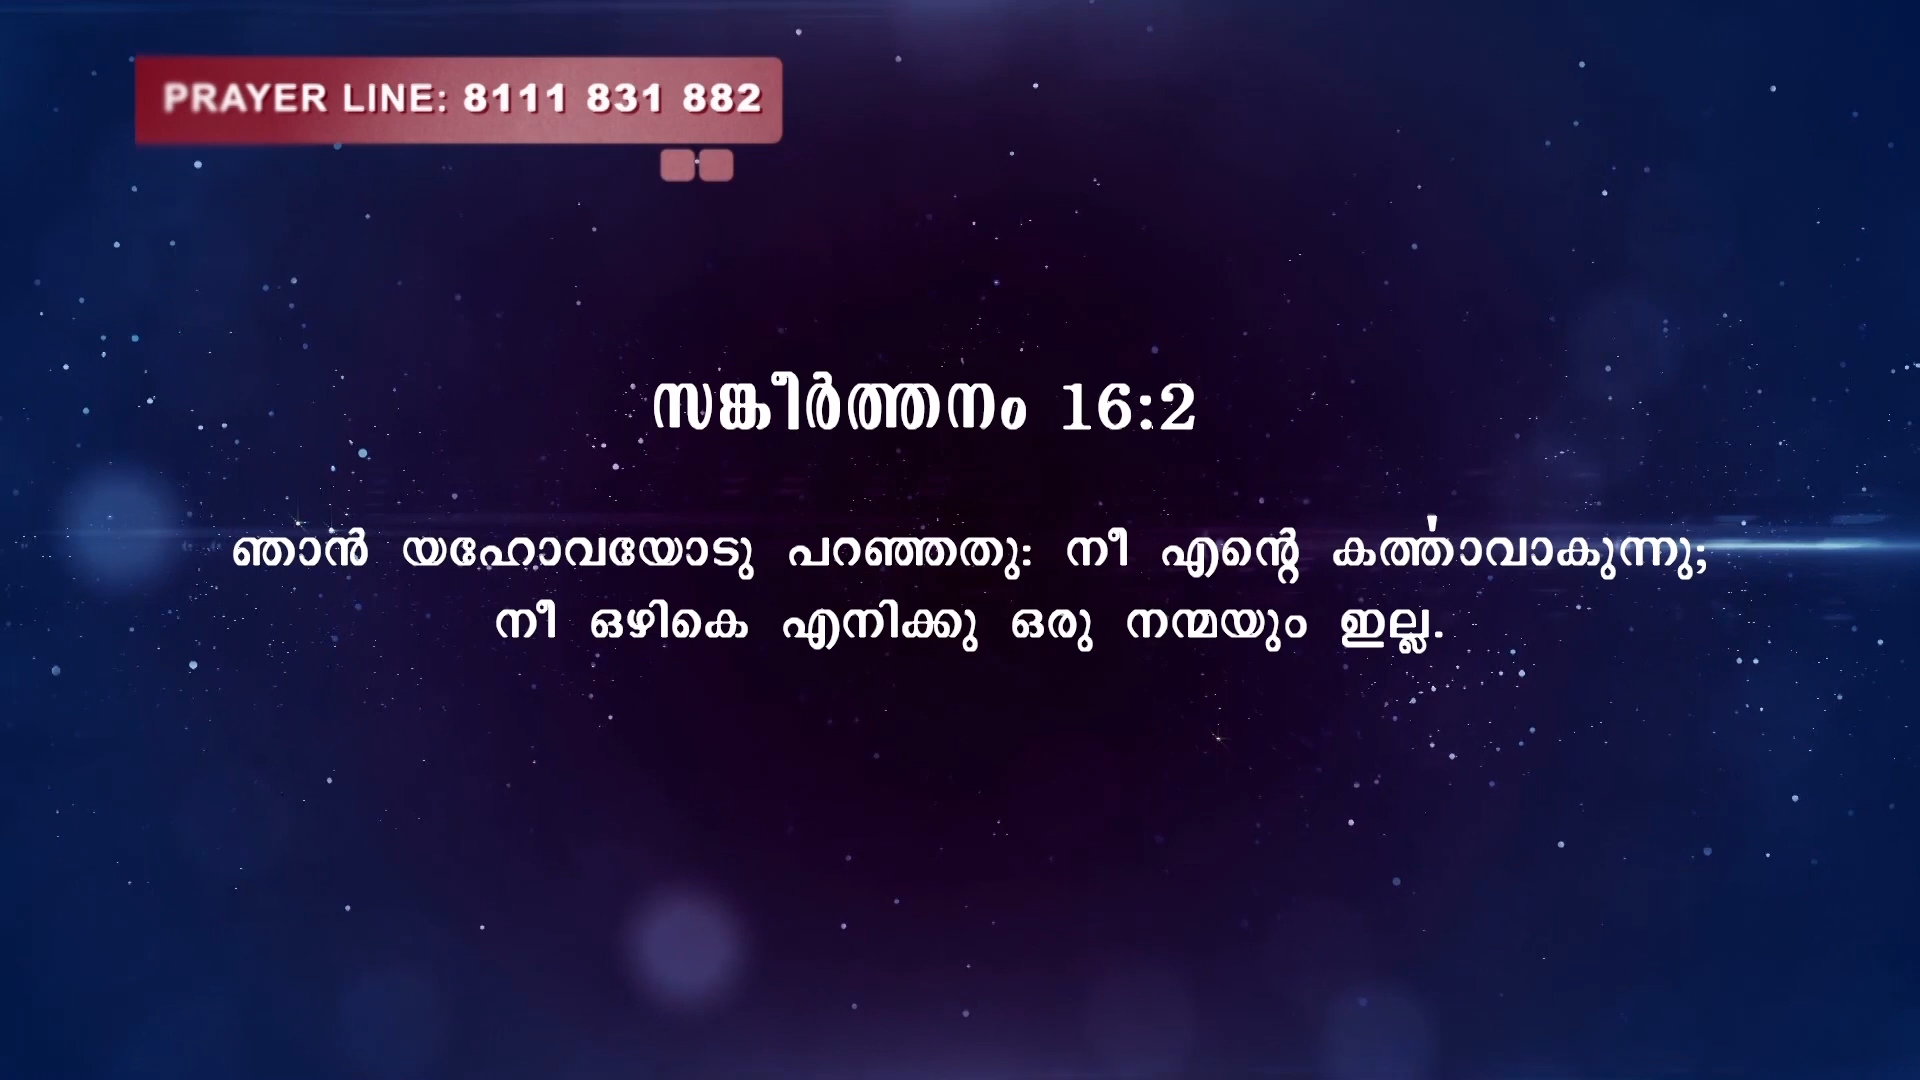 PRAYER LINE: 8111 831 882
സങ്കീർത്തനം 16:2
ഞാൻ യഹോവയോടു പറഞ്ഞതു: നീ എന്റെ കൎത്താവാകുന്നു;
നീ ഒഴികെ എനിക്കു ഒരു നന്മയും ഇല്ല.